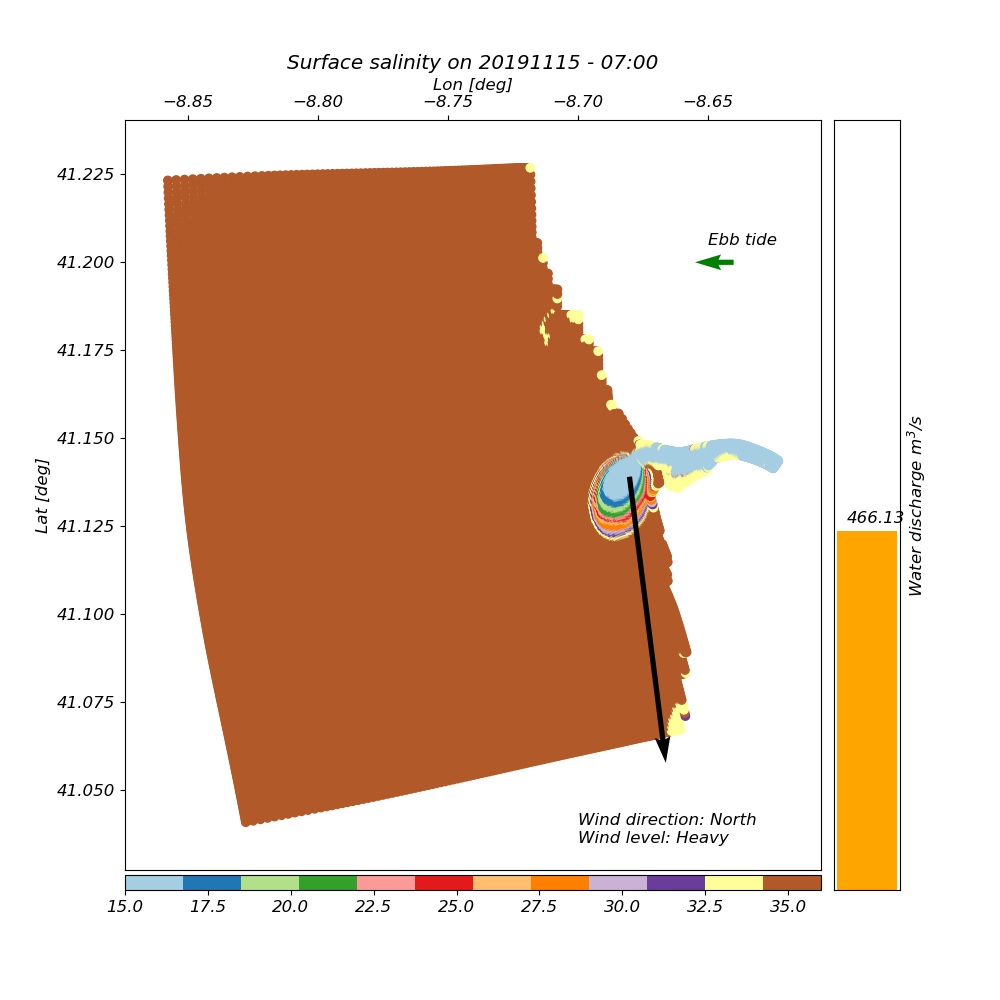 Surface salinity on 20191115 - 07:00
Lon [deg]
−8.85 −8.80 −8.75 −8.70 −8.65
41.225
41.200
41.175
41.150
41.125
41.100
41.075
41.050
Lat [deg]
Ebb tide
466.13
Water discharge m³/s
Wind direction: North
Wind level: Heavy
15.0 17.5 20.0 22.5 25.0 27.5 30.0 32.5 35.0